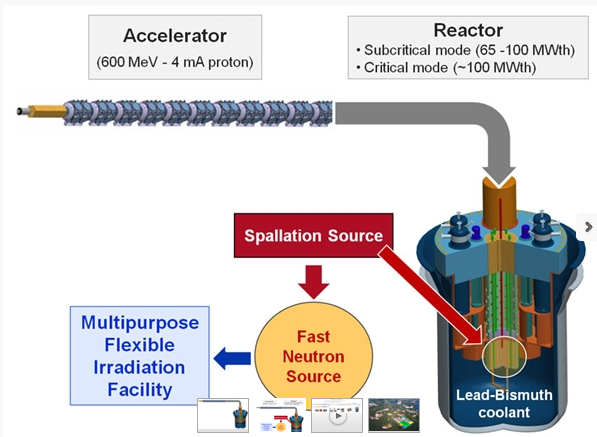 Accelerator
(600 MeV - 4 mA proton)
Reactor
• Subcritical mode (65 -100 MWth)
• Critical mode (~100 MWth)
Spallation Source
Multipurpose
Flexible
Irradiation
Facility
Fast
Neutron
Source
Lead-Bismuth
coolant